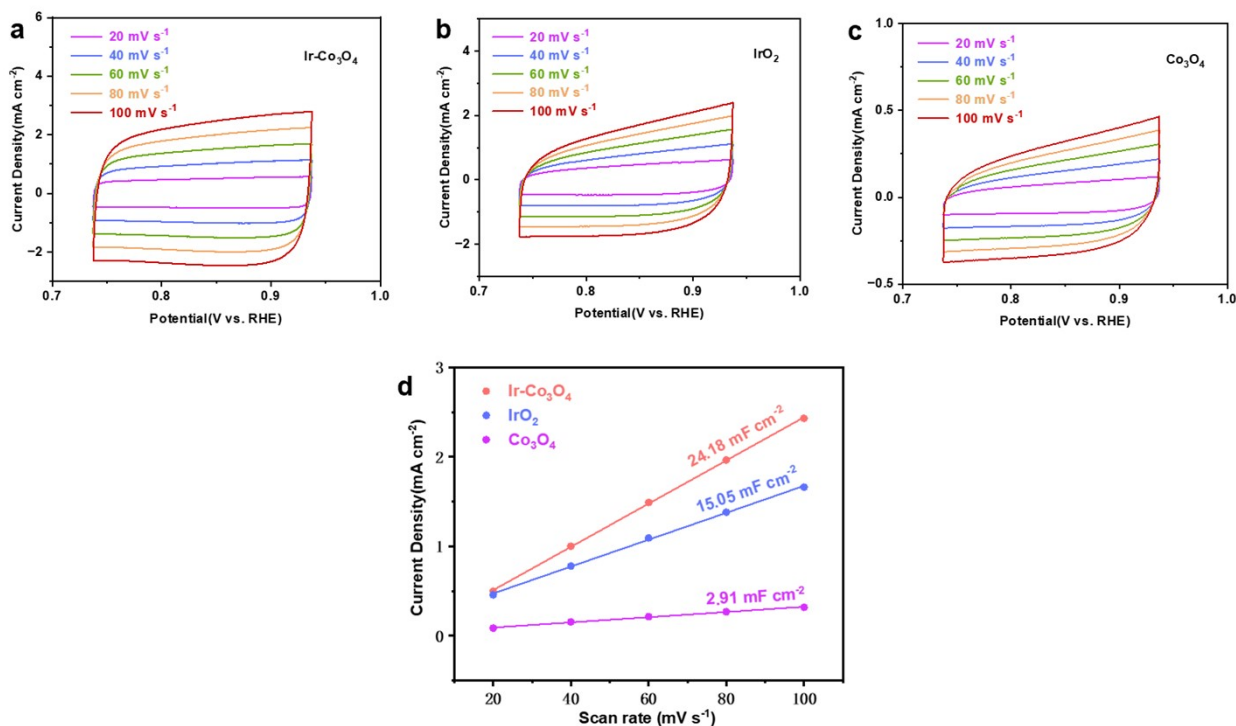 a
6
4
2
0
−2
0.7
0.8
0.9
1.0
Current Density(mA cm⁻²)
Potential(V vs. RHE)
20 mV s⁻¹
40 mV s⁻¹
60 mV s⁻¹
80 mV s⁻¹
100 mV s⁻¹
Ir-Co₃O₄
b
4
2
0
−2
0.7
0.8
0.9
1.0
Current Density(mA cm⁻²)
Potential(V vs. RHE)
20 mV s⁻¹
40 mV s⁻¹
60 mV s⁻¹
80 mV s⁻¹
100 mV s⁻¹
IrO₂
c
1.0
0.5
0.0
−0.5
0.7
0.8
0.9
1.0
Current Density(mA cm⁻²)
Potential(V vs. RHE)
20 mV s⁻¹
40 mV s⁻¹
60 mV s⁻¹
80 mV s⁻¹
100 mV s⁻¹
Co₃O₄
d
3
2
1
0
20
40
60
80
100
Current Density(mA cm⁻²)
Scan rate (mV s⁻¹)
Ir-Co₃O₄
IrO₂
Co₃O₄
24.18 mF cm⁻²
15.05 mF cm⁻²
2.91 mF cm⁻²